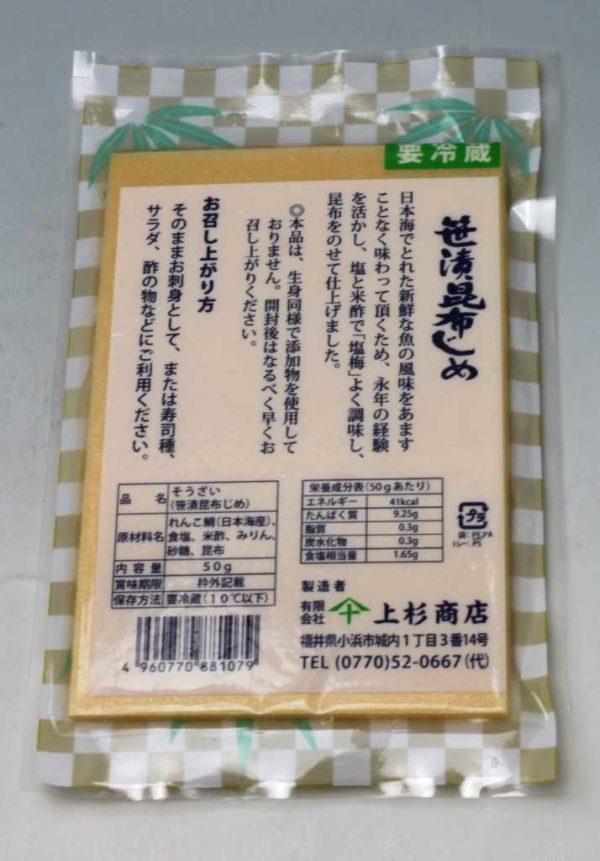 要冷蔵
笹漬昆布じめ
日本海でとれた新鮮な魚の風味をあます
ことなく味わって頂くため、永年の経験
を活かし、塩と米酢で「塩梅」よく調味し、
昆布をのせて仕上げました。
◎本品は、生身同様で添加物を使用して
おりません。開封後はなるべく早くお
召し上がりください。
お召し上がり方
そのままお刺身として、または寿司種、
サラダ、酢の物などにご利用ください。
品名 そうざい
(笹漬昆布じめ)
原材料名 れんこ鯛(日本海産)、
食塩、米酢、みりん、
砂糖、昆布
内容量 50g
賞味期限 枠外記載
保存方法 要冷蔵(10℃以下)
4 960770 881079
栄養成分表(50gあたり)
エネルギー 41kcal
たんぱく質 9.25g
脂質 0.3g
炭水化物 0.3g
食塩相当量 1.65g
プラ
袋:PE,PA
トレー:PS
製造者
有限会社 上杉商店
福井県小浜市城内1丁目3番14号
TEL (0770)52-0667(代)